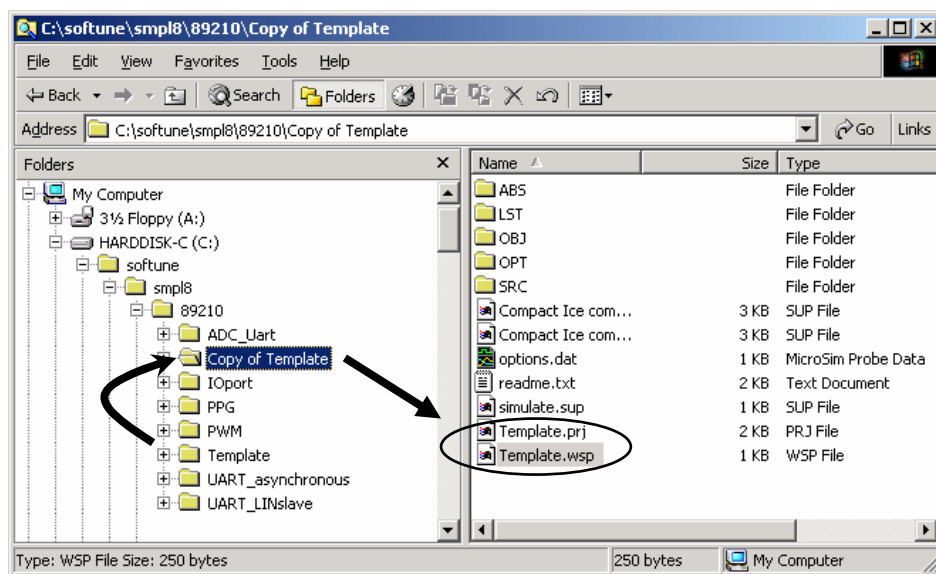 C:\softune\smpl8\89210\Copy of Template
File Edit View Favorites Tools Help
Back Search Folders
Address C:\softune\smpl8\89210\Copy of Template Go Links
Folders
My Computer
3½ Floppy (A:)
HARDDISK-C (C:)
softune
smpl8
89210
ADC_Uart
Copy of Template
IOport
PPG
PWM
Template
UART_asynchronous
UART_LINslave
Name Size Type
ABS File Folder
LST File Folder
OBJ File Folder
OPT File Folder
SRC File Folder
Compact Ice com... 3 KB SUP File
Compact Ice com... 3 KB SUP File
options.dat 1 KB MicroSim Probe Data
readme.txt 2 KB Text Document
simulate.sup 1 KB SUP File
Template.prj 2 KB PRJ File
Template.wsp 1 KB WSP File
Type: WSP File Size: 250 bytes 250 bytes My Computer